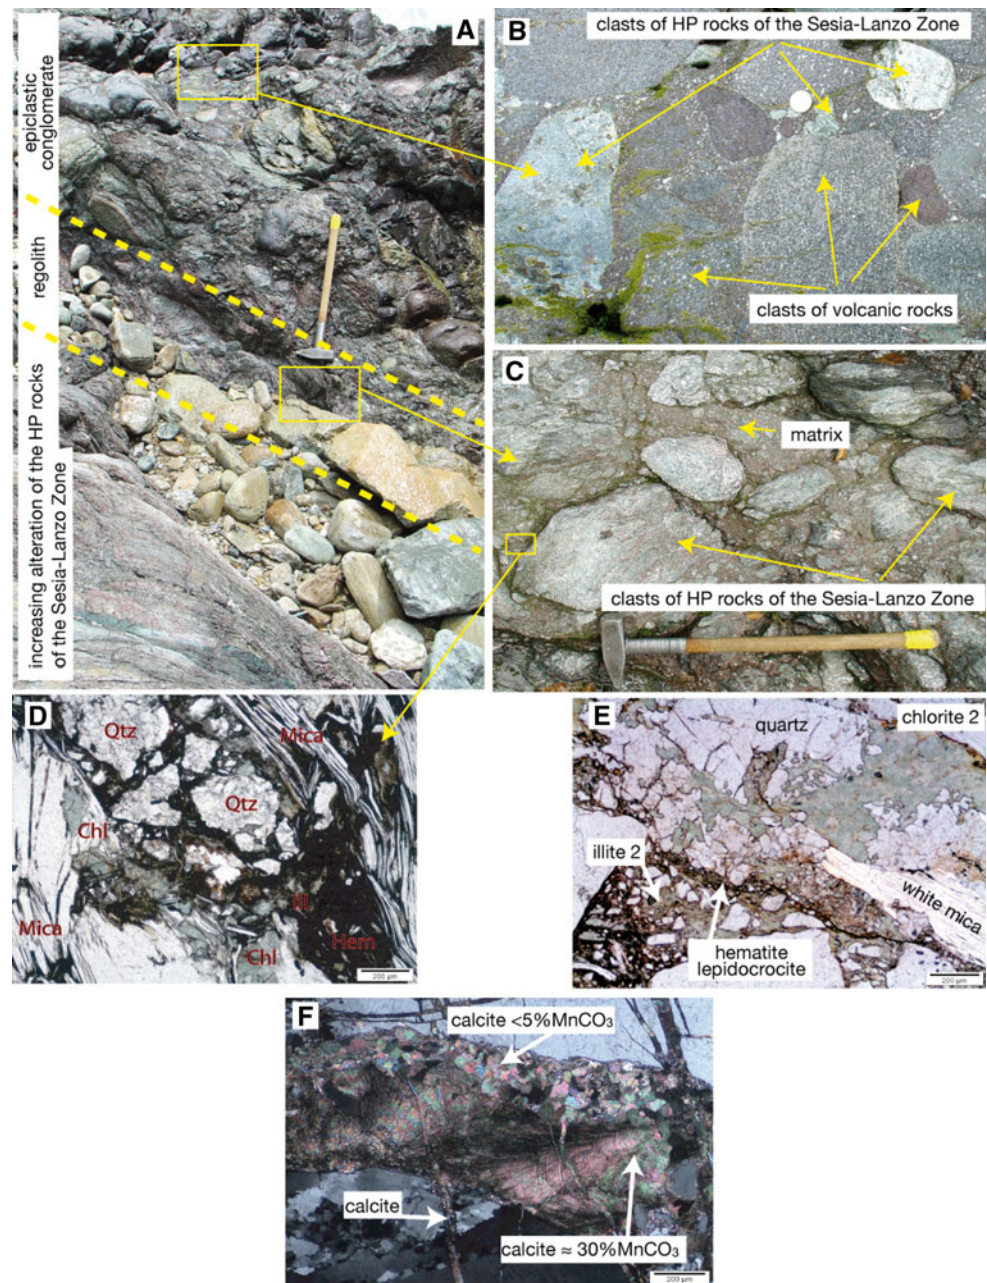 A
epiclastic
conglomerate
regolith
increasing alteration of the HP rocks
of the Sesia-Lanzo Zone
B
clasts of HP rocks of the Sesia-Lanzo Zone
clasts of volcanic rocks
C
matrix
clasts of HP rocks of the Sesia-Lanzo Zone
D
Qtz
Mica
Qtz
Chl
Ill
Mica
Hem
Chl
200 µm
E
quartz
chlorite 2
illite 2
white mica
hematite
lepidocrocite
200 µm
F
calcite <5%MnCO₃
calcite
calcite ≈ 30%MnCO₃
200 µm